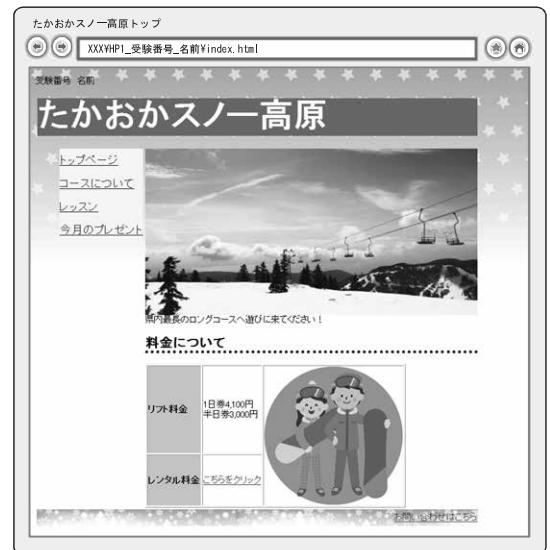 たかおかスノー高原トップ
XXX¥HP1_受験番号_名前¥index.html
受験番号 名前
たかおかスノー高原
トップページ
コースについて
レッスン
今月のプレゼント
県内最長のロングコースへ遊びに来てください！
料金について
リフト料金
1日券4,100円
半日券3,000円
レンタル料金
こちらをクリック
お問い合わせはこちら